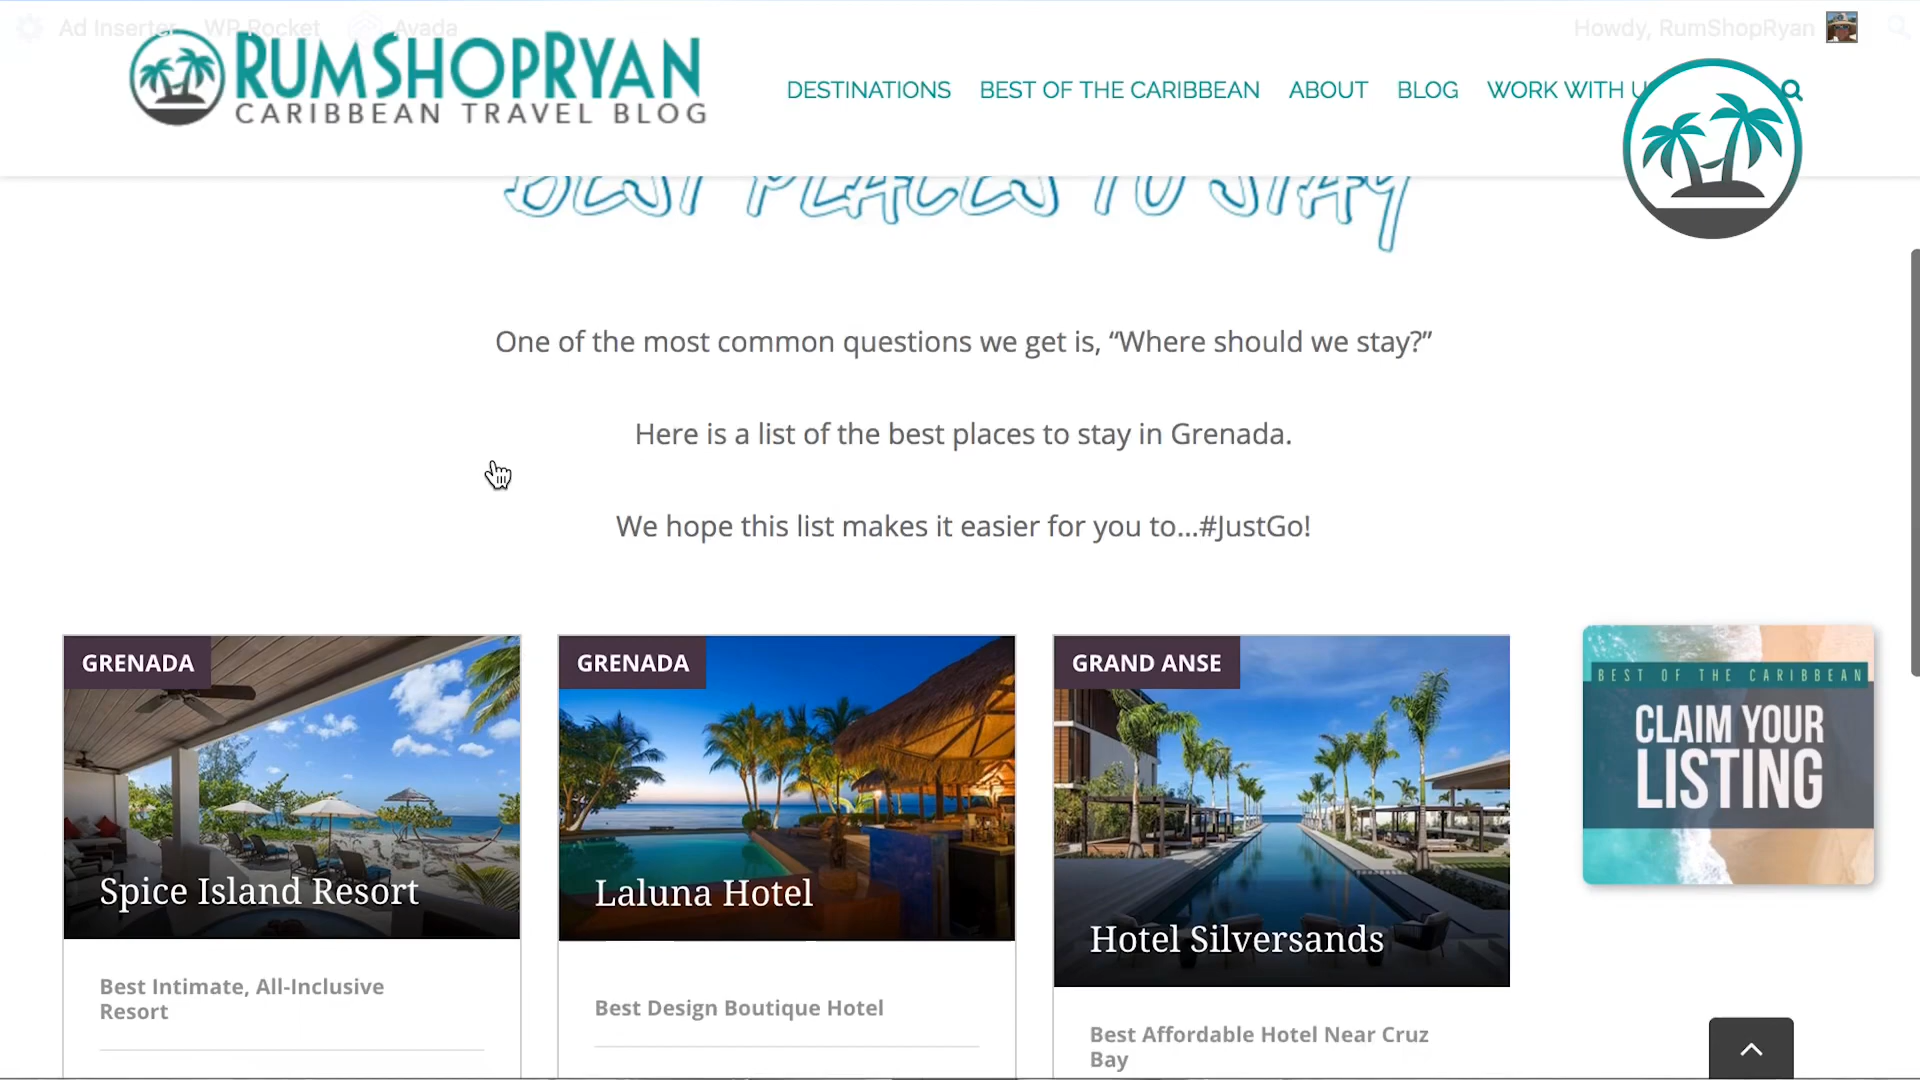 Ad Inserter WP Rocket Avada
Howdy, RumShopRyan
RUMSHOPRYAN
CARIBBEAN TRAVEL BLOG
DESTINATIONS BEST OF THE CARIBBEAN ABOUT BLOG WORK WITH
BEST PLACES TO STAY
One of the most common questions we get is, “Where should we stay?”
Here is a list of the best places to stay in Grenada.
We hope this list makes it easier for you to...#JustGo!
GRENADA
Spice Island Resort
Best Intimate, All-Inclusive
Resort
GRENADA
Laluna Hotel
Best Design Boutique Hotel
GRAND ANSE
Hotel Silversands
Best Affordable Hotel Near Cruz
Bay
BEST OF THE CARIBBEAN
CLAIM YOUR
LISTING